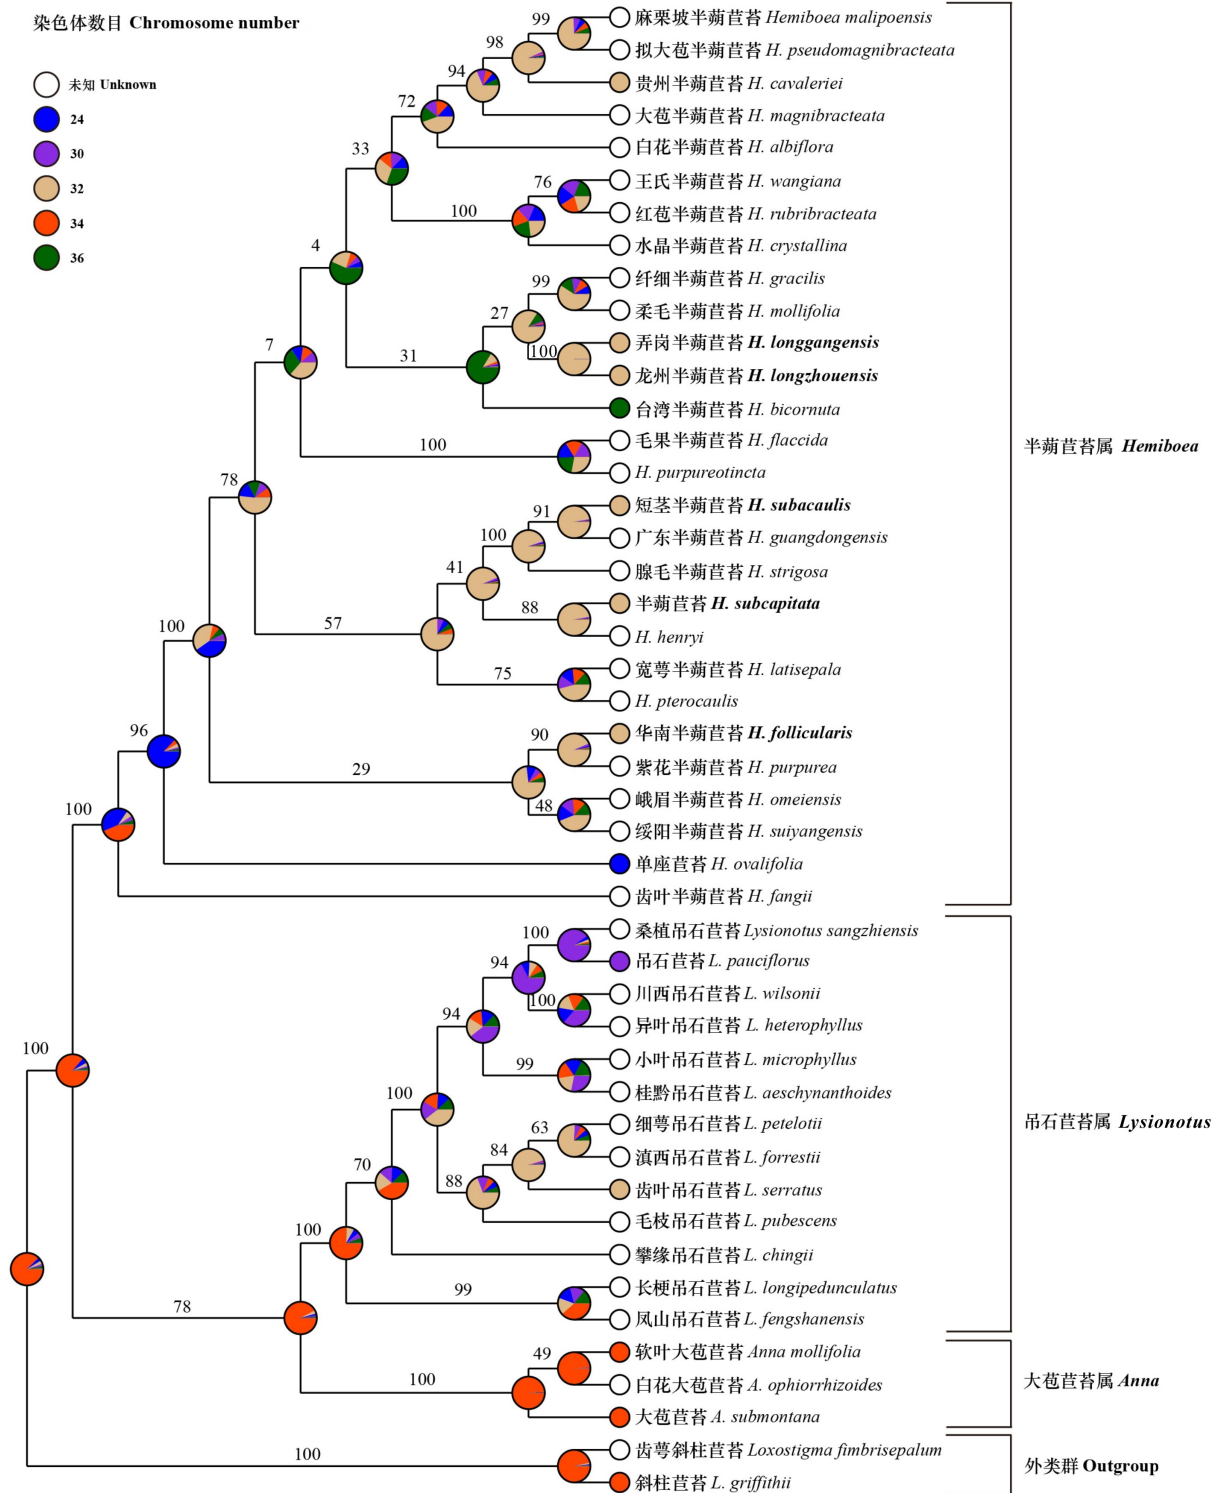 染色体数目 Chromosome number
未知 Unknown
24
30
32
34
36
99
麻栗坡半蒴苣苔 Hemiboea malipoensis
98
拟大苞半蒴苣苔 H. pseudomagnibracteata
94
贵州半蒴苣苔 H. cavaleriei
72
大苞半蒴苣苔 H. magnibracteata
33
白花半蒴苣苔 H. albiflora
76
王氏半蒴苣苔 H. wangiana
100
红苞半蒴苣苔 H. rubribracteata
4
水晶半蒴苣苔 H. crystallina
99
纤细半蒴苣苔 H. gracilis
27
柔毛半蒴苣苔 H. mollifolia
7
100
弄岗半蒴苣苔 H. longgangensis
31
龙州半蒴苣苔 H. longzhouensis
台湾半蒴苣苔 H. bicornuta
100
毛果半蒴苣苔 H. flaccida
半蒴苣苔属 Hemiboea
H. purpureotincta
78
91
短茎半蒴苣苔 H. subacaulis
100
广东半蒴苣苔 H. guangdongensis
41
腺毛半蒴苣苔 H. strigosa
88
半蒴苣苔 H. subcapitata
57
H. henryi
100
75
宽萼半蒴苣苔 H. latisepala
H. pterocaulis
96
90
华南半蒴苣苔 H. follicularis
29
紫花半蒴苣苔 H. purpurea
100
48
峨眉半蒴苣苔 H. omeiensis
绥阳半蒴苣苔 H. suiyangensis
单座苣苔 H. ovalifolia
齿叶半蒴苣苔 H. fangii
100
桑植吊石苣苔 Lysionotus sangzhiensis
94
吊石苣苔 L. pauciflorus
100
川西吊石苣苔 L. wilsonii
94
异叶吊石苣苔 L. heterophyllus
100
99
小叶吊石苣苔 L. microphyllus
100
桂黔吊石苣苔 L. aeschynanthoides
63
细萼吊石苣苔 L. petelotii
吊石苣苔属 Lysionotus
84
滇西吊石苣苔 L. forrestii
70
88
齿叶吊石苣苔 L. serratus
毛枝吊石苣苔 L. pubescens
100
攀缘吊石苣苔 L. chingii
99
长梗吊石苣苔 L. longipedunculatus
78
凤山吊石苣苔 L. fengshanensis
49
软叶大苞苣苔 Anna mollifolia
100
白花大苞苣苔 A. ophiorrhizoides
大苞苣苔属 Anna
大苞苣苔 A. submontana
100
齿萼斜柱苣苔 Loxostigma fimbrisepalum
外类群 Outgroup
斜柱苣苔 L. griffithii